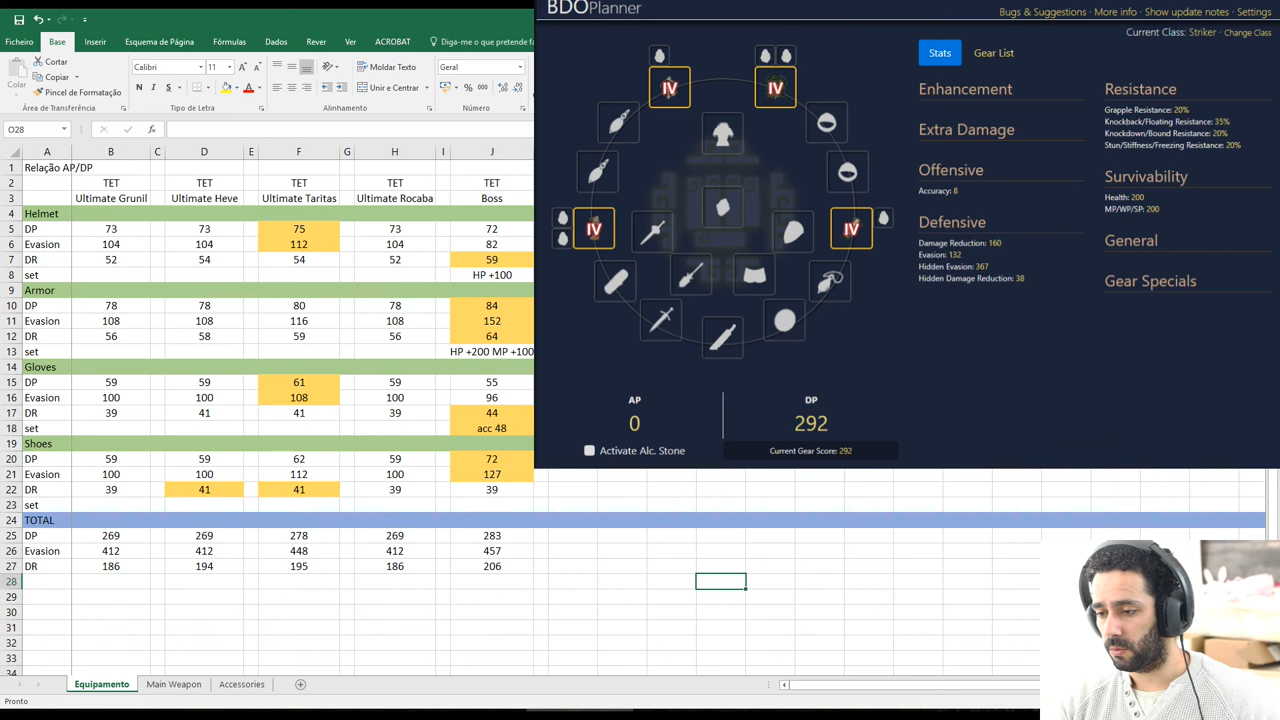 BDOPlanner
Bugs & Suggestions - More info - Show update notes - Settings
Current Class: Striker - Change Class
Ficheiro Base Inserir Esquema de Página Fórmulas Dados Rever Ver ACROBAT Diga-me o que pretende f
Colar
Cortar
Copiar
Pincel de Formatação
Área de Transferência
Calibri 11
N I S
Tipo de Letra
Moldar Texto
Unir e Centrar
Alinhamento
Geral
% 000
Número
O28 fx
A B C D E F G H I J
1 Relação AP/DP
2 TET TET TET TET TET
3 Ultimate Grunil Ultimate Heve Ultimate Taritas Ultimate Rocaba Boss
4 Helmet
5 DP 73 73 75 73 72
6 Evasion 104 104 112 104 82
7 DR 52 54 54 52 59
8 set HP +100
9 Armor
10 DP 78 78 80 78 84
11 Evasion 108 108 116 108 152
12 DR 56 58 59 56 64
13 set HP +200 MP +100
14 Gloves
15 DP 59 59 61 59 55
16 Evasion 100 100 108 100 96
17 DR 39 41 41 39 44
18 set acc 48
19 Shoes
20 DP 59 59 62 59 72
21 Evasion 100 100 112 100 127
22 DR 39 41 41 39 39
23 set
24 TOTAL
25 DP 269 269 278 269 283
26 Evasion 412 412 448 412 457
27 DR 186 194 195 186 206
28
29
30
31
32
33
34
Equipamento Main Weapon Accessories
Pronto
IV IV
IV IV
AP DP
0 292
Activate Alc. Stone
Current Gear Score: 292
Stats Gear List
Enhancement
Extra Damage
Offensive
Accuracy: 8
Defensive
Damage Reduction: 160
Evasion: 132
Hidden Evasion: 367
Hidden Damage Reduction: 38
Resistance
Grapple Resistance: 20%
Knockback/Floating Resistance: 35%
Knockdown/Bound Resistance: 20%
Stun/Stiffness/Freezing Resistance: 20%
Survivability
Health: 200
MP/WP/SP: 200
General
Gear Specials